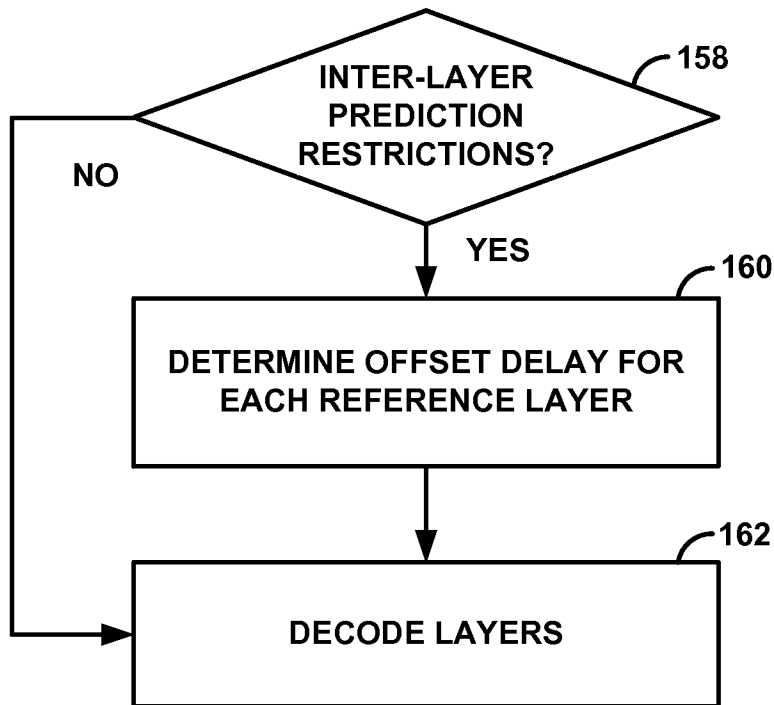 INTER-LAYER
PREDICTION
RESTRICTIONS?
158
NO
YES
160
DETERMINE OFFSET DELAY FOR
EACH REFERENCE LAYER
162
DECODE LAYERS